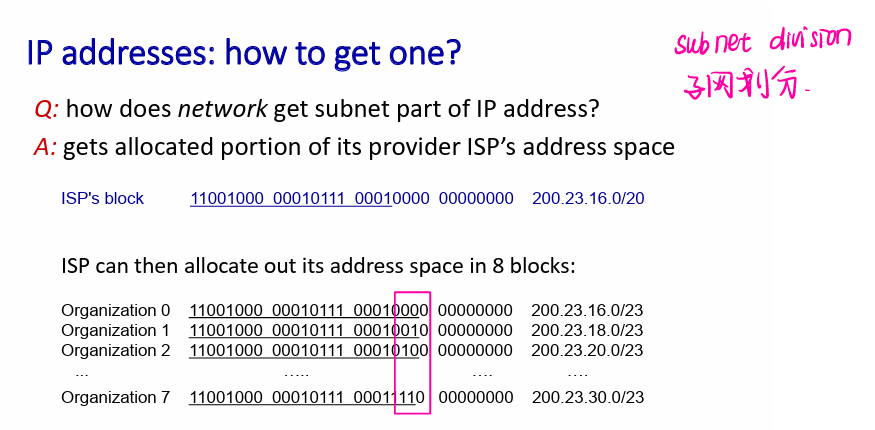 IP addresses: how to get one?
subnet division
子网划分.
Q: how does network get subnet part of IP address?
A: gets allocated portion of its provider ISP's address space
ISP's block 11001000 00010111 00010000 00000000 200.23.16.0/20
ISP can then allocate out its address space in 8 blocks:
Organization 0 11001000 00010111 00010000 00000000 200.23.16.0/23
Organization 1 11001000 00010111 00010010 00000000 200.23.18.0/23
Organization 2 11001000 00010111 00010100 00000000 200.23.20.0/23
... ..... .... ....
Organization 7 11001000 00010111 00011110 00000000 200.23.30.0/23